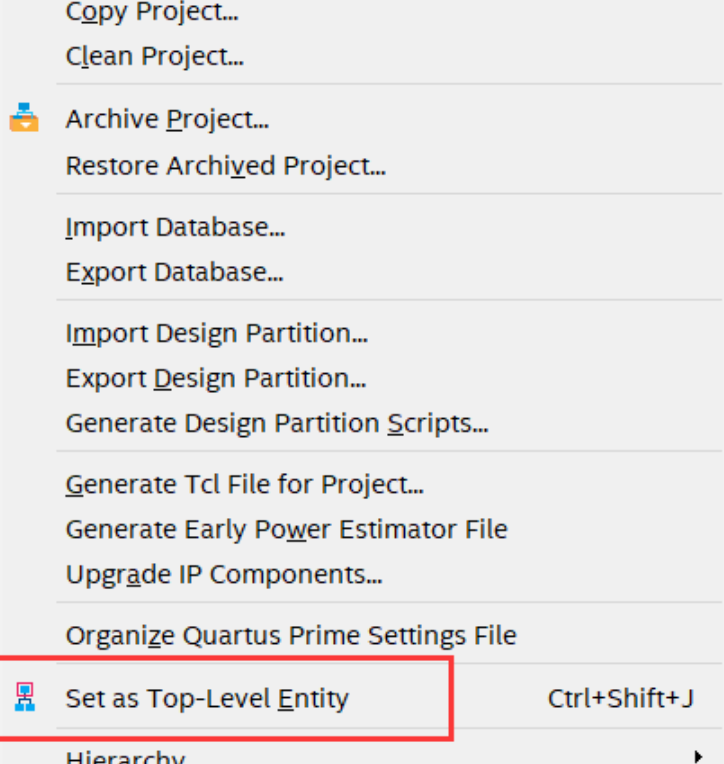 Copy Project...
Clean Project...
Archive Project...
Restore Archived Project...
Import Database...
Export Database...
Import Design Partition...
Export Design Partition...
Generate Design Partition Scripts...
Generate Tcl File for Project...
Generate Early Power Estimator File
Upgrade IP Components...
Organize Quartus Prime Settings File
Set as Top-Level Entity Ctrl+Shift+J
Hierarchy